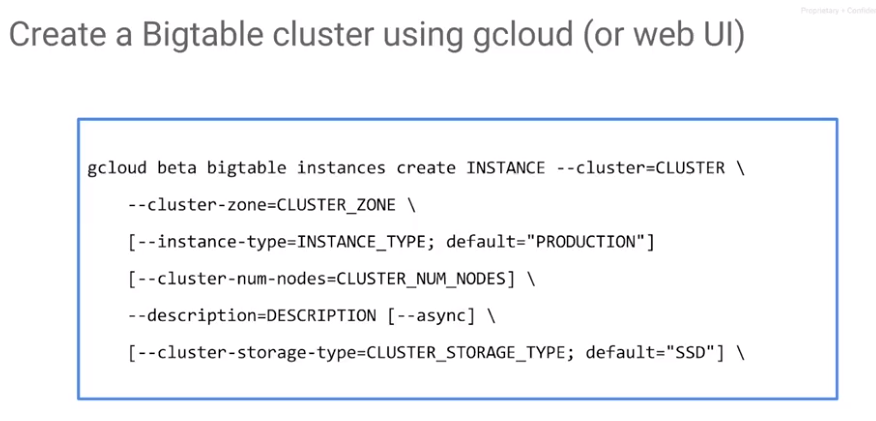 Proprietary + Confider
Create a Bigtable cluster using gcloud (or web UI)
gcloud beta bigtable instances create INSTANCE --cluster=CLUSTER \
--cluster-zone=CLUSTER_ZONE \
[--instance-type=INSTANCE_TYPE; default="PRODUCTION"]
[--cluster-num-nodes=CLUSTER_NUM_NODES] \
--description=DESCRIPTION [--async] \
[--cluster-storage-type=CLUSTER_STORAGE_TYPE; default="SSD"] \